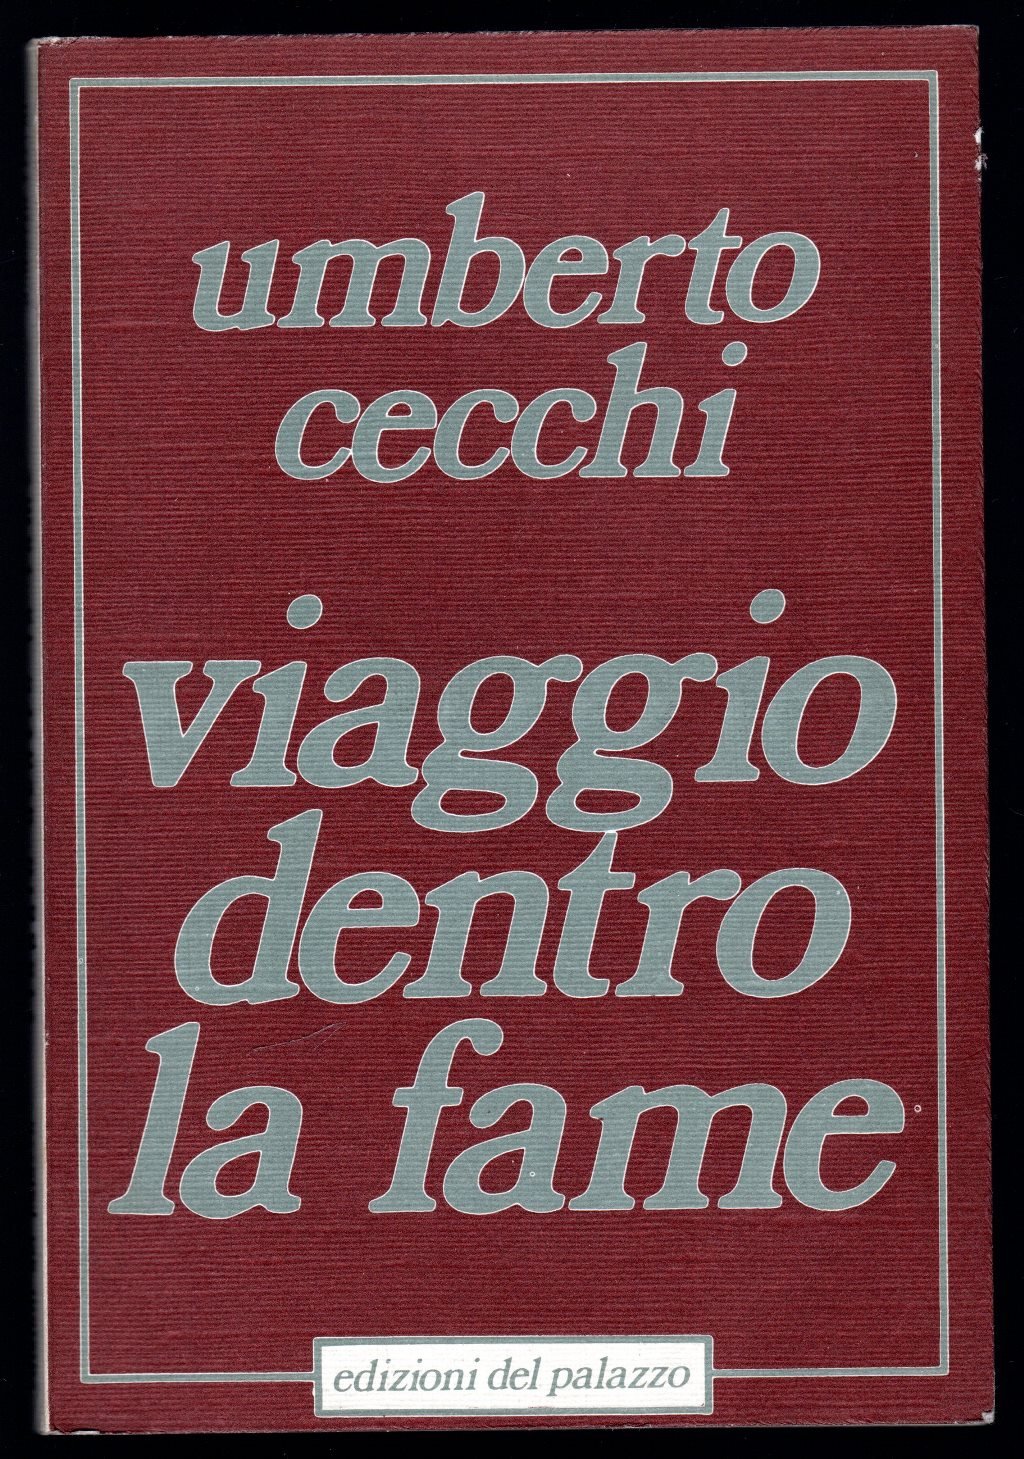 umberto
cecchi
viaggio
dentro
la fame
edizioni del palazzo